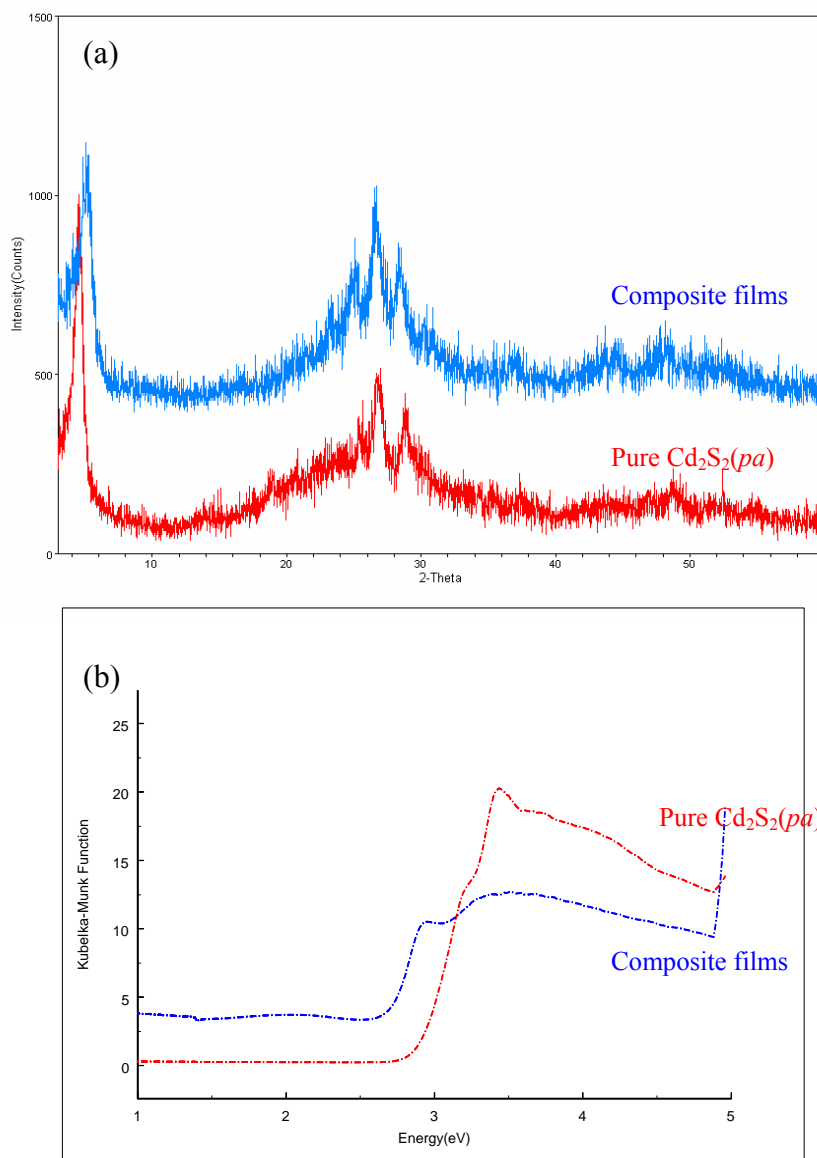 (a)
1500
1000
500
0
Intensity(Counts)
Composite films
Pure Cd₂S₂(pa)
10 20 30 40 50
2-Theta
(b)
25
20
15
10
5
0
Kubelka-Munk Function
Pure Cd₂S₂(pa)
Composite films
1 2 3 4 5
Energy(eV)